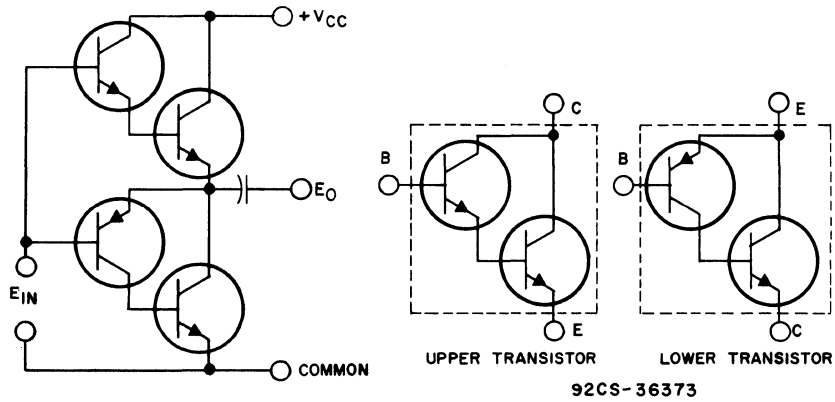 +VCC
EO
EIN
COMMON
B
C
E
UPPER TRANSISTOR
B
E
C
LOWER TRANSISTOR
92CS-36373